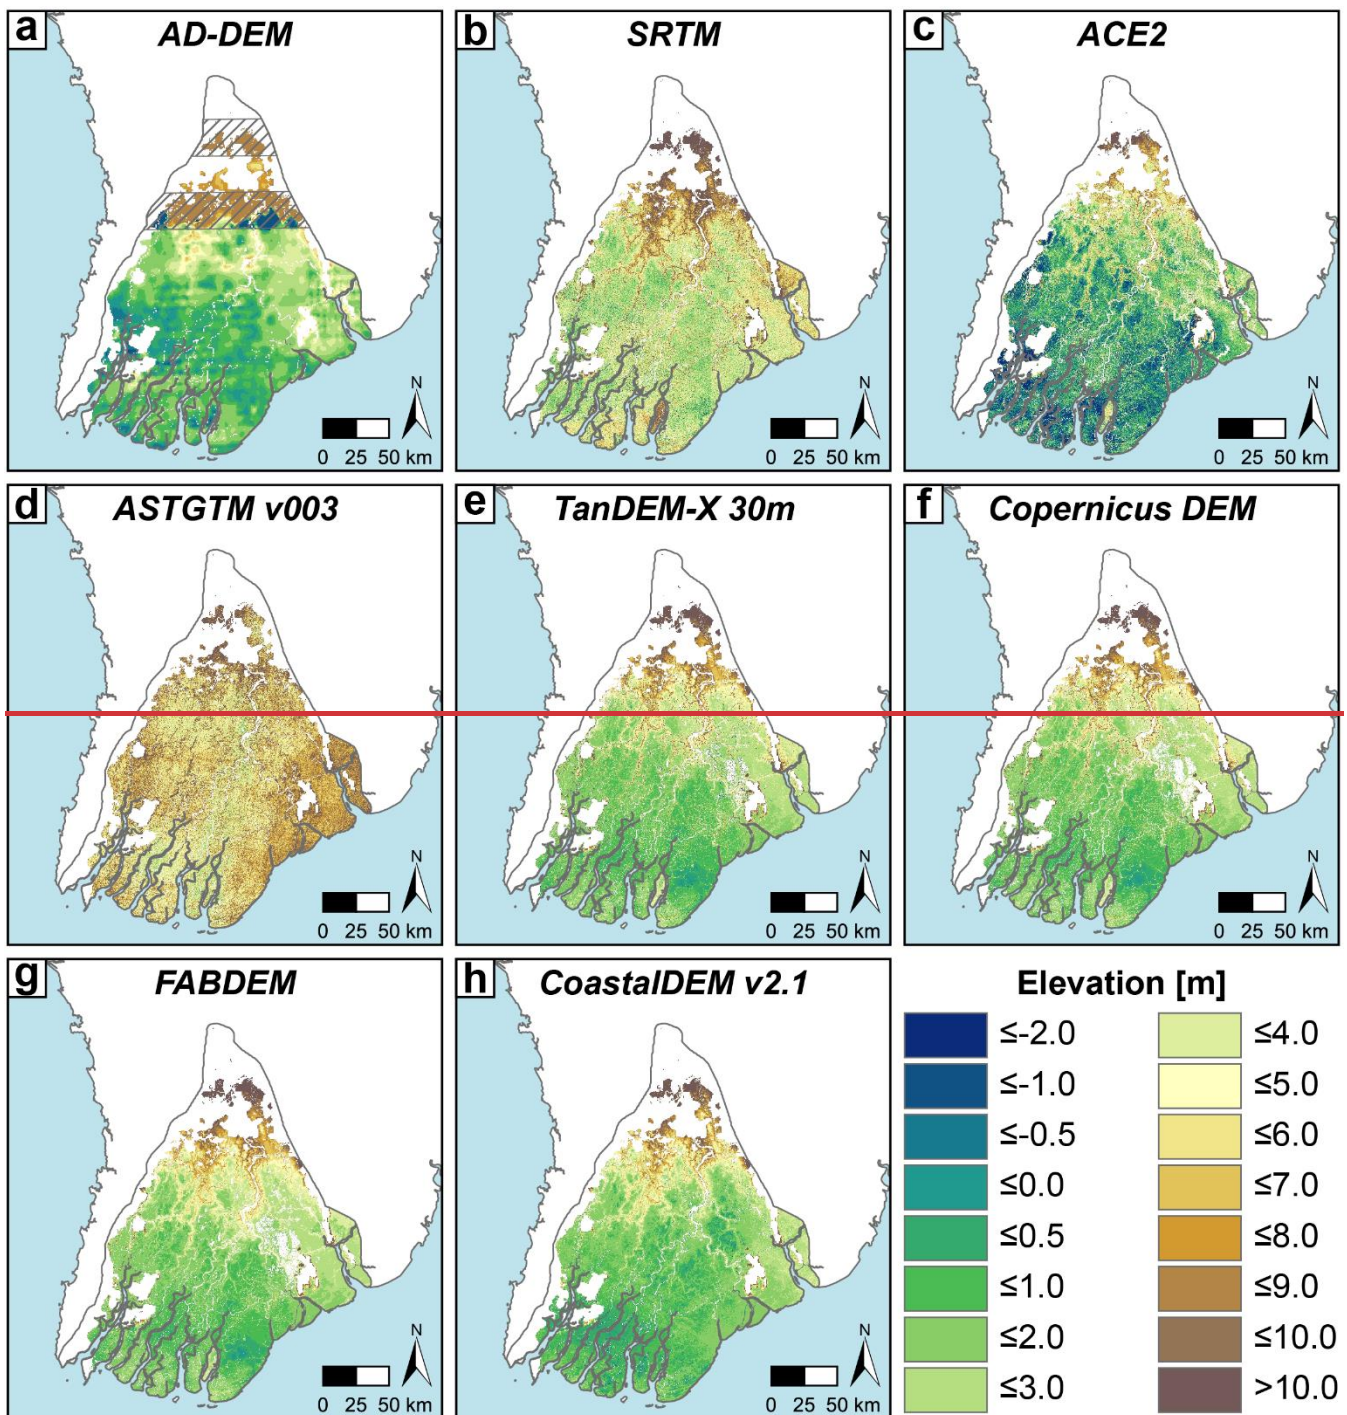 a AD-DEM
N
0 25 50 km
b SRTM
N
0 25 50 km
c ACE2
N
0 25 50 km
d ASTGTM v003
N
0 25 50 km
e TanDEM-X 30m
N
0 25 50 km
f Copernicus DEM
N
0 25 50 km
g FABDEM
N
0 25 50 km
h CoastalDEM v2.1
N
0 25 50 km
Elevation [m]
≤-2.0
≤-1.0
≤-0.5
≤0.0
≤0.5
≤1.0
≤2.0
≤3.0
≤4.0
≤5.0
≤6.0
≤7.0
≤8.0
≤9.0
≤10.0
>10.0